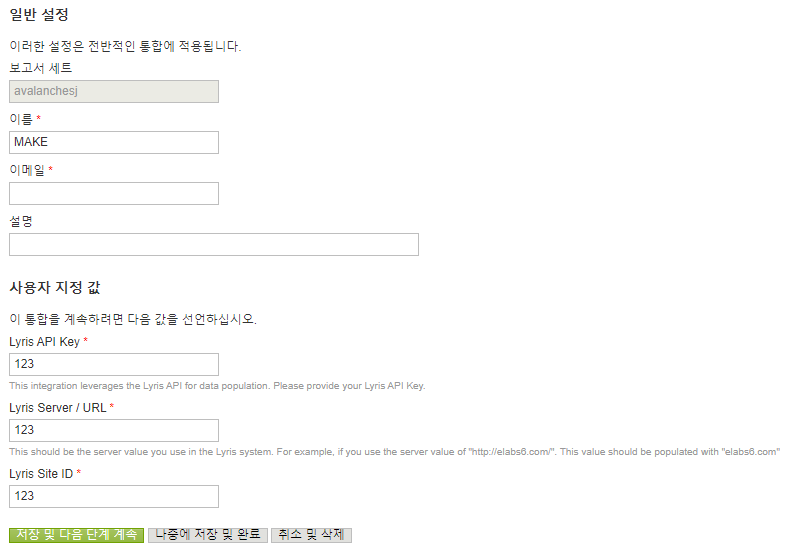 일반 설정
이러한 설정은 전반적인 통합에 적용됩니다.
보고서 세트
avalanchesj
이름 *
MAKE
이메일 *
설명
사용자 지정 값
이 통합을 계속하려면 다음 값을 선언하십시오.
Lyris API Key *
123
This integration leverages the Lyris API for data population. Please provide your Lyris API Key.
Lyris Server / URL *
123
This should be the server value you use in the Lyris system. For example, if you use the server value of "http://elabs6.com/". This value should be populated with "elabs6.com"
Lyris Site ID *
123
저장 및 다음 단계 계속 나중에 저장 및 완료 취소 및 삭제